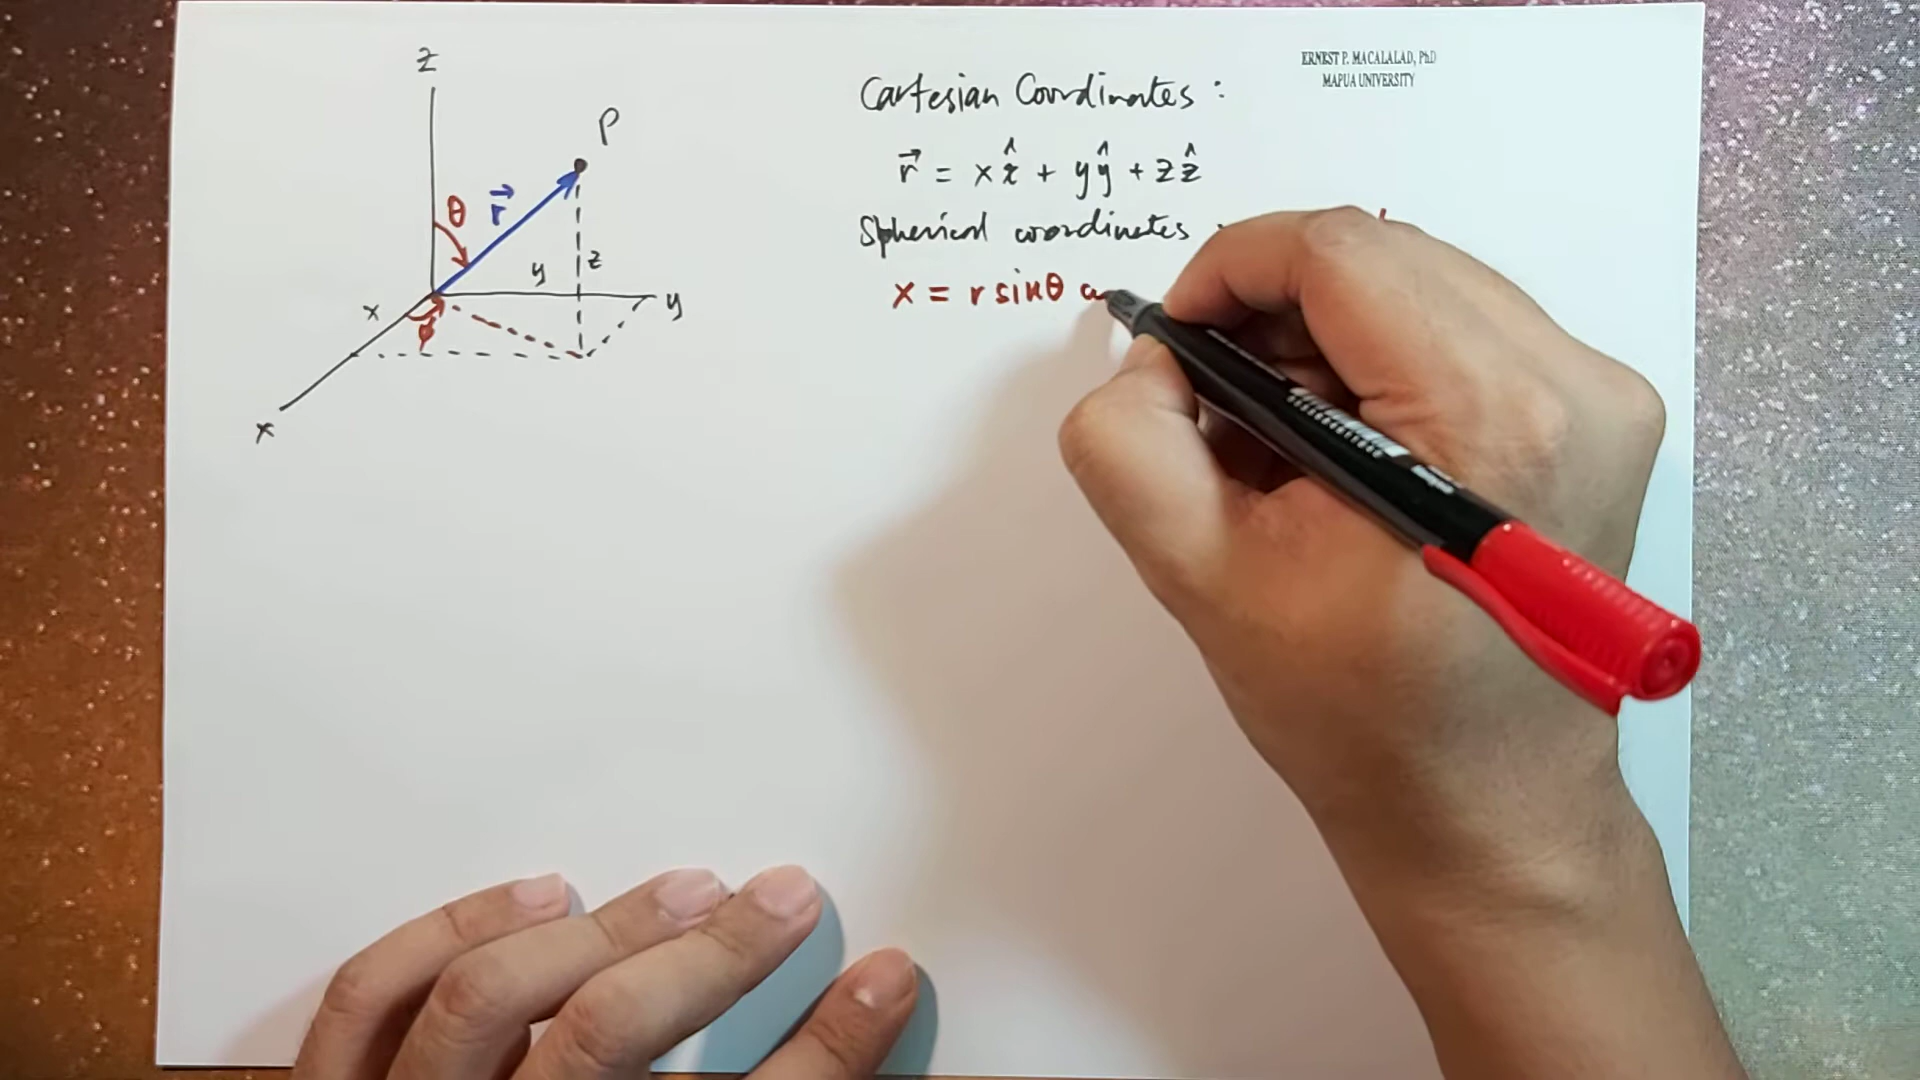 ERNEST P. MACALALAD, PhD
MAPUA UNIVERSITY
Cartesian Coordinates :
r⃗ = x x̂ + y ŷ + z ẑ
Spherical coordinates :
x = r sinθ
z
P
θ
r⃗
y
z
x
φ
y
x